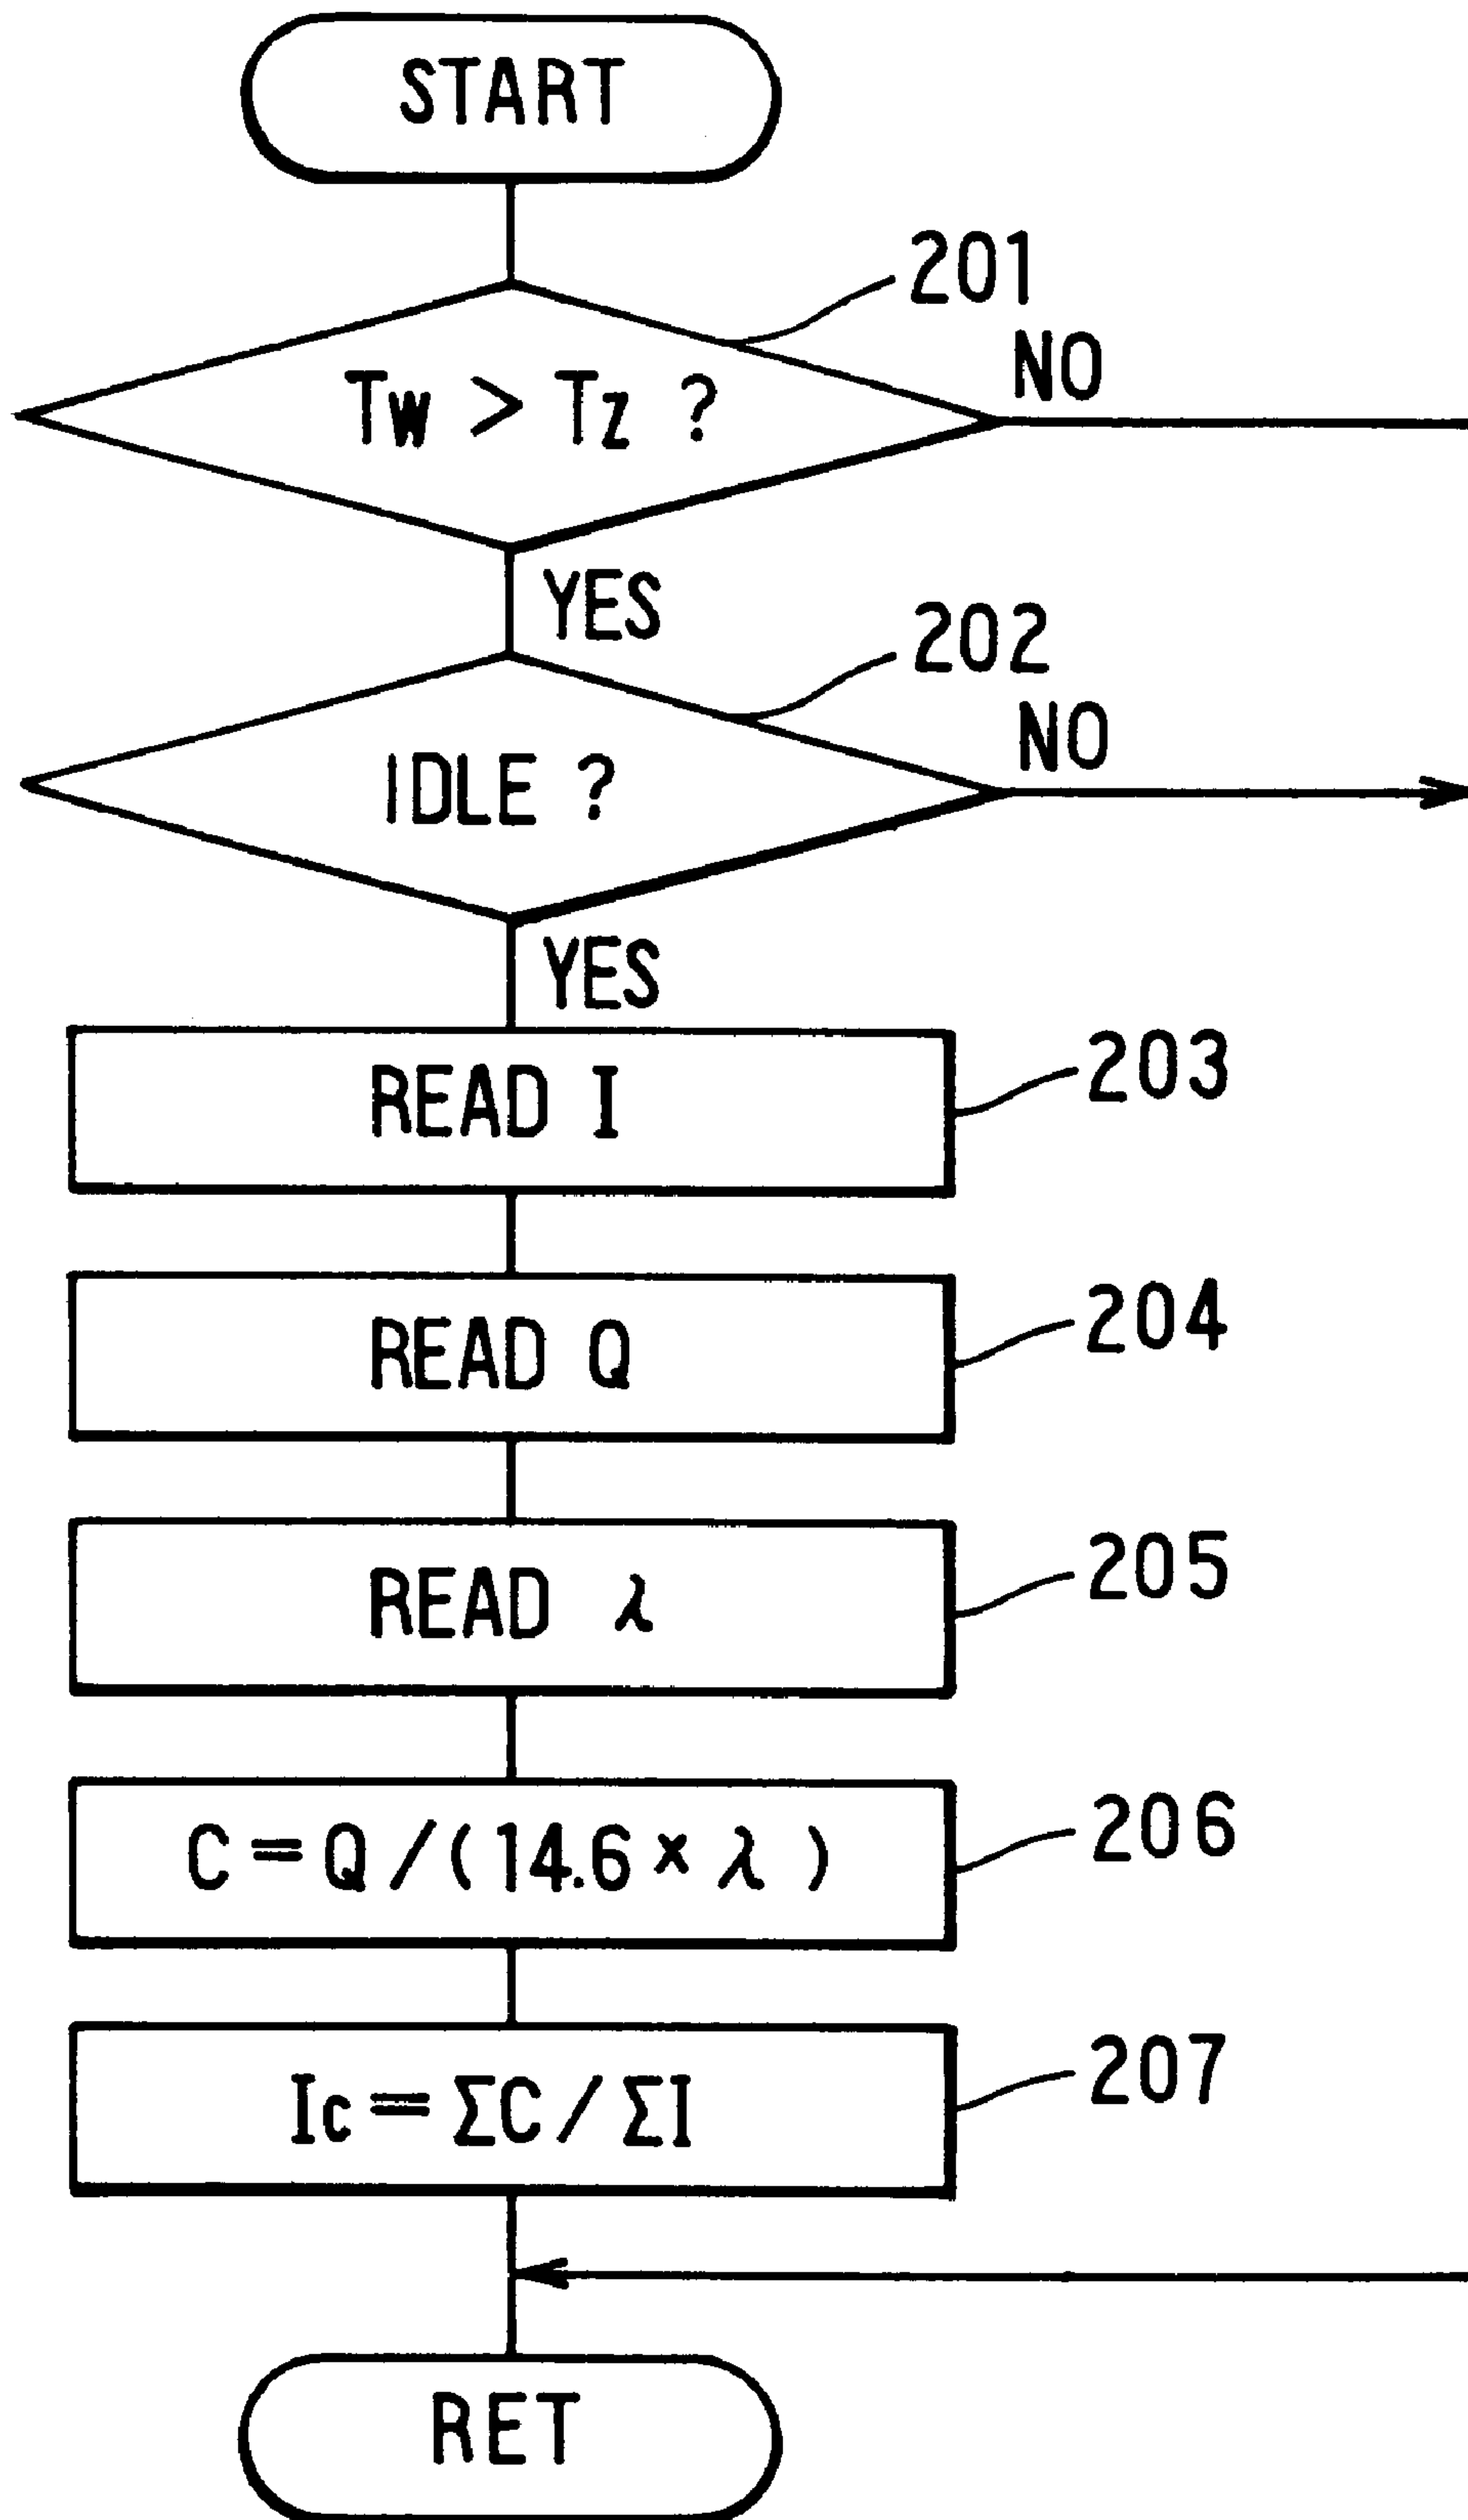 START
201
NO
Tw > Tz ?
YES
202
NO
IDLE ?
YES
READ I
203
READ Q
204
READ λ
205
C=Q/(14.6×λ)
206
Ic=ΣC/ΣI
207
RET